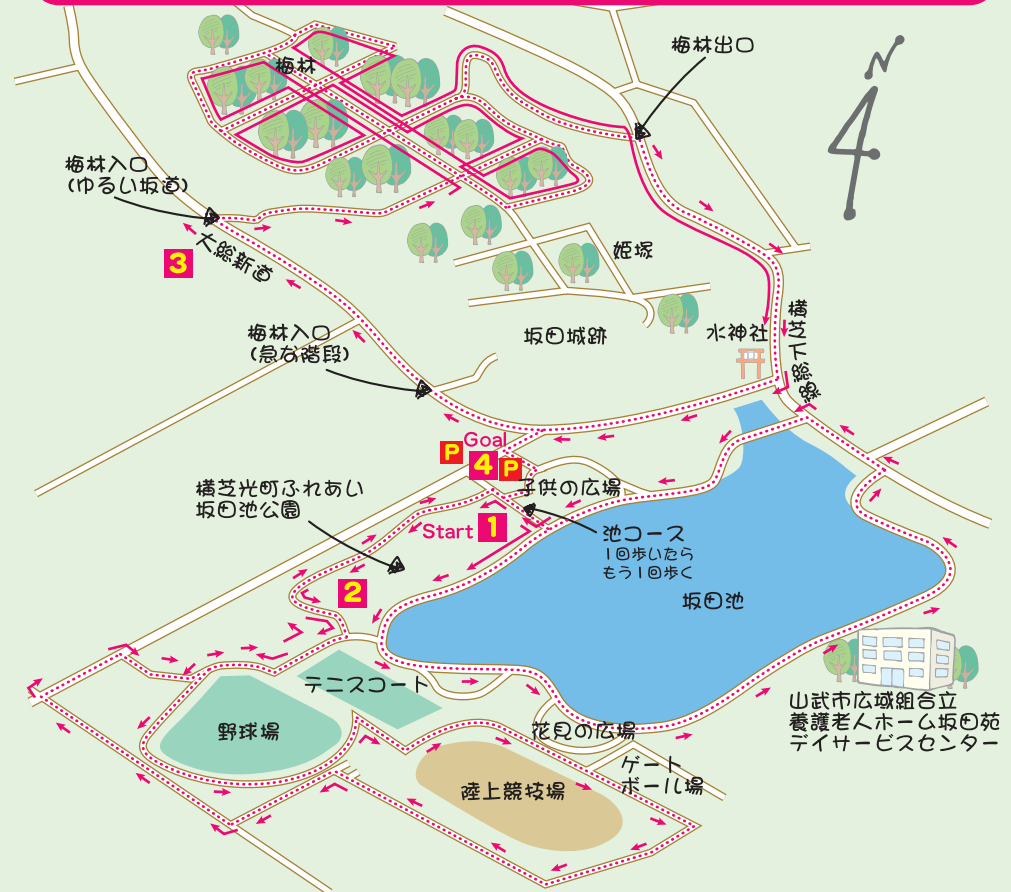 梅林出口
梅林
梅林入口
(ゆるい坂道)
大総新道
3
姫塚
梅林入口
(急な階段)
坂田城跡
水神社
横芝下総線
Goal
P
4
P
子供の広場
横芝光町ふれあい
坂田池公園
Start
1
池コース
1回歩いたら
もう1回歩く
2
坂田池
テニスコート
野球場
花見の広場
ゲート
ボール場
陸上競技場
山武市広域組合立
養護老人ホーム坂田苑
デイサービスセンター